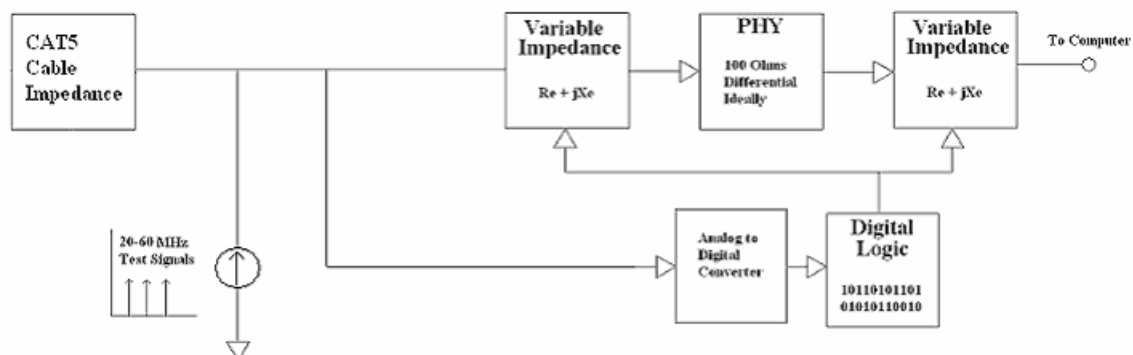 CAT5
Cable
Impedance
Variable
Impedance
Re + jXe
PHY
100 Ohms
Differential
Ideally
Variable
Impedance
Re + jXe
To Computer
20-60 MHz
Test Signals
Analog to
Digital
Converter
Digital
Logic
10110101101
01010110010